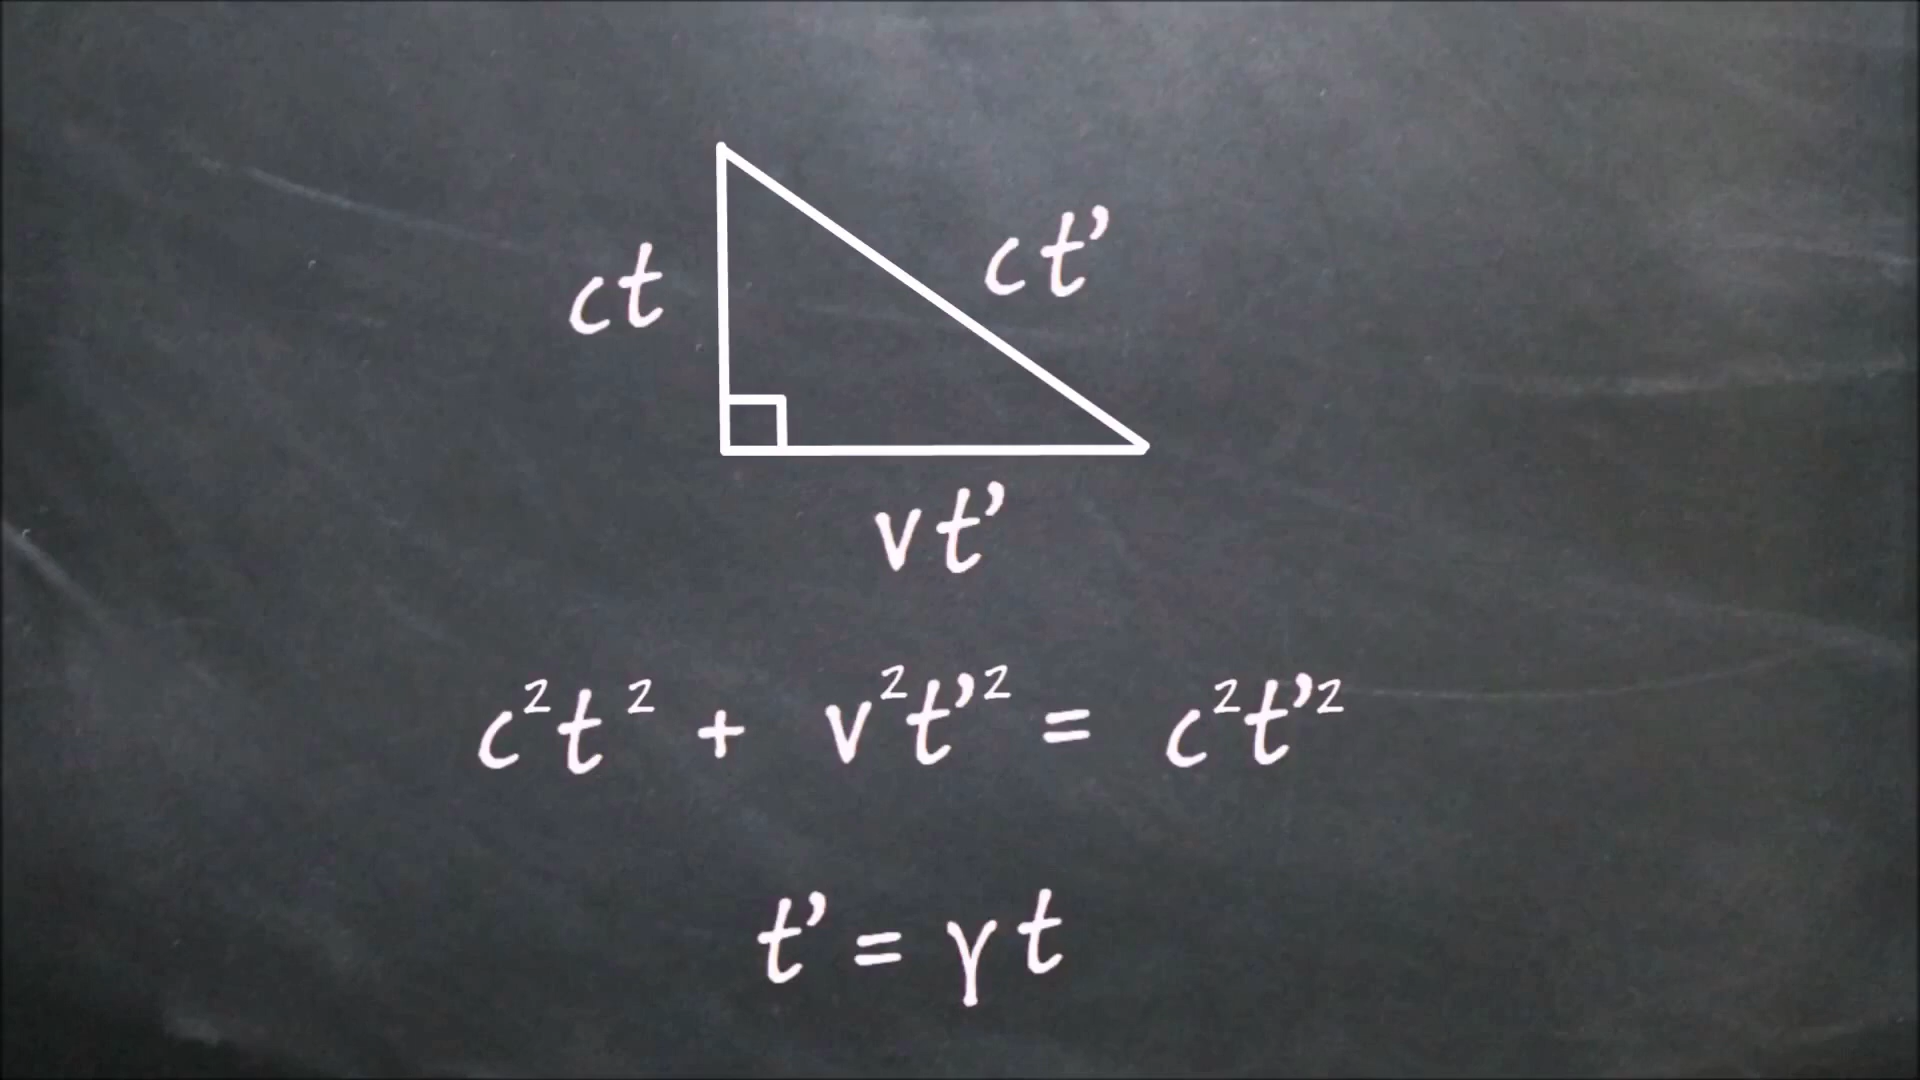 ct
ct'
vt'
c²t² + v²t'² = c²t'²
t' = γt